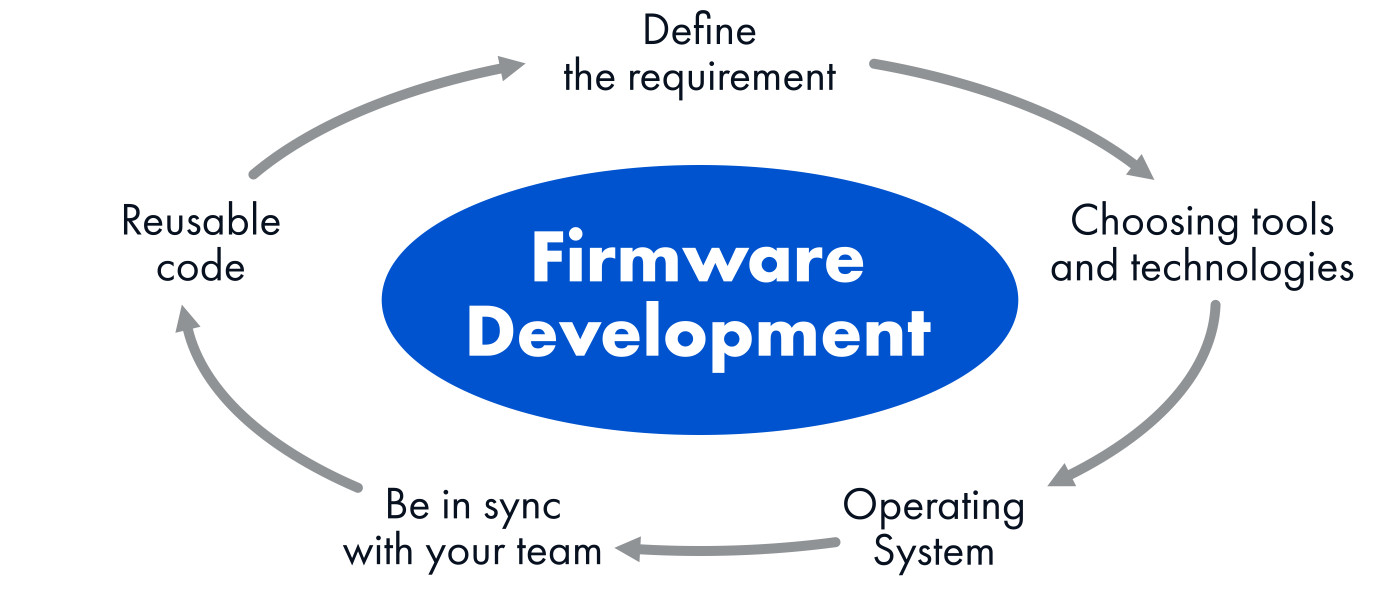 Define
the requirement
Choosing tools
and technologies
Operating
System
Be in sync
with your team
Reusable
code
Firmware
Development